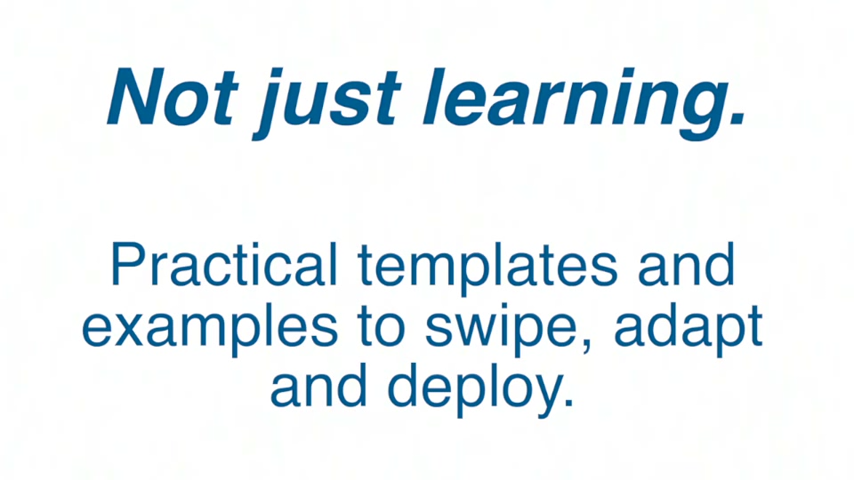 Not just learning.
Practical templates and
examples to swipe, adapt
and deploy.